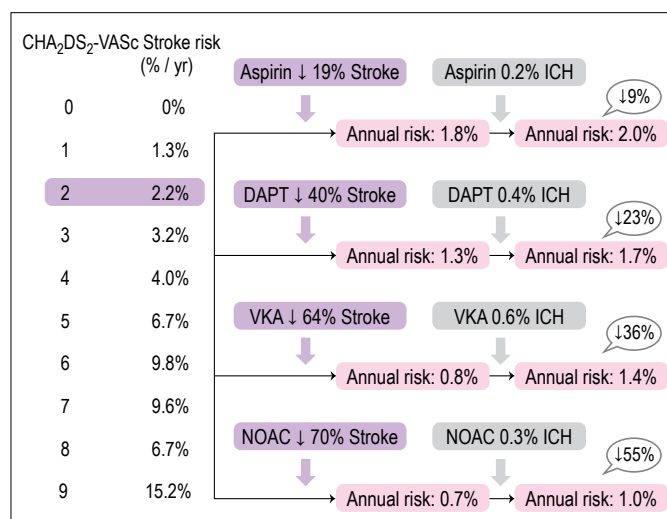 CHA₂DS₂-VASc Stroke risk
(% / yr)
0 0%
1 1.3%
2 2.2%
3 3.2%
4 4.0%
5 6.7%
6 9.8%
7 9.6%
8 6.7%
9 15.2%
Aspirin ↓ 19% Stroke Aspirin 0.2% ICH
↓9%
Annual risk: 1.8% Annual risk: 2.0%
DAPT ↓ 40% Stroke DAPT 0.4% ICH
↓23%
Annual risk: 1.3% Annual risk: 1.7%
VKA ↓ 64% Stroke VKA 0.6% ICH
↓36%
Annual risk: 0.8% Annual risk: 1.4%
NOAC ↓ 70% Stroke NOAC 0.3% ICH
↓55%
Annual risk: 0.7% Annual risk: 1.0%